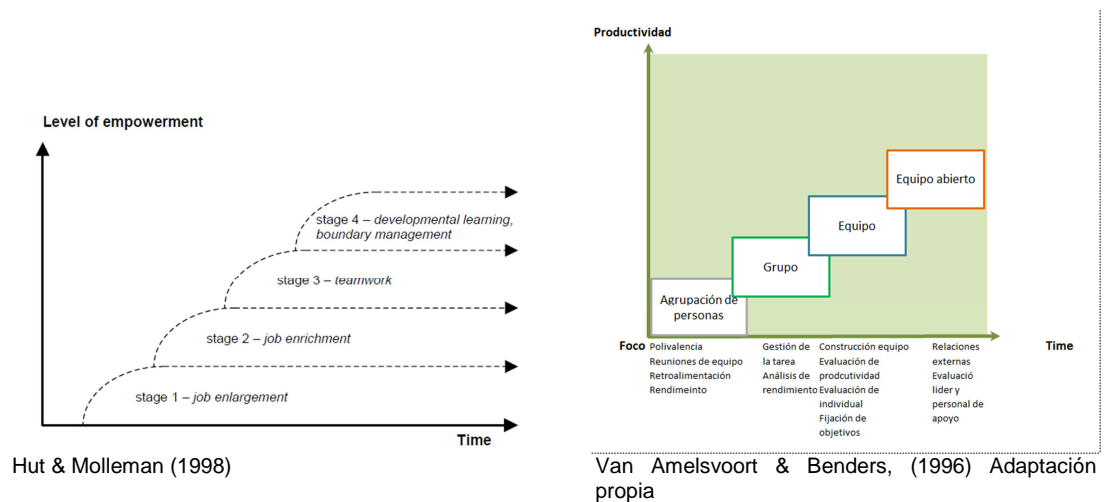 Level of empowerment
stage 4 – developmental learning,
boundary management
stage 3 – teamwork
stage 2 – job enrichment
stage 1 – job enlargement
Time
Hut & Molleman (1998)
Productividad
Equipo abierto
Equipo
Grupo
Agrupación de
personas
Foco
Time
Polivalencia
Reuniones de equipo
Retroalimentación
Rendimeinto
Gestión de
la tarea
Análisis de
rendimiento
Construcción equipo
Evaluación de
prodcutividad
Evaluación de
individual
Fijación de
objetivos
Relaciones
externas
Evaluació
lider y
personal de
apoyo
Van Amelsvoort & Benders, (1996) Adaptación
propia